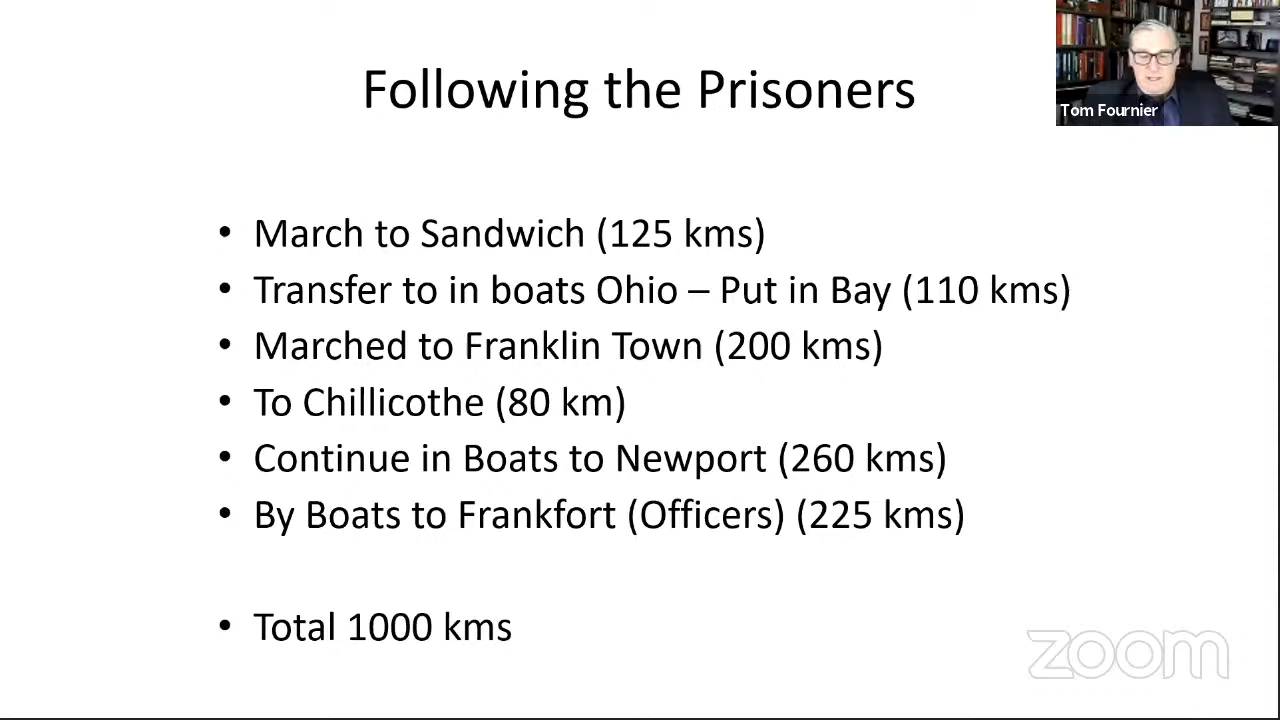 Following the Prisoners
Tom Fournier
• March to Sandwich (125 kms)
• Transfer to in boats Ohio – Put in Bay (110 kms)
• Marched to Franklin Town (200 kms)
• To Chillicothe (80 km)
• Continue in Boats to Newport (260 kms)
• By Boats to Frankfort (Officers) (225 kms)
• Total 1000 kms
zoom